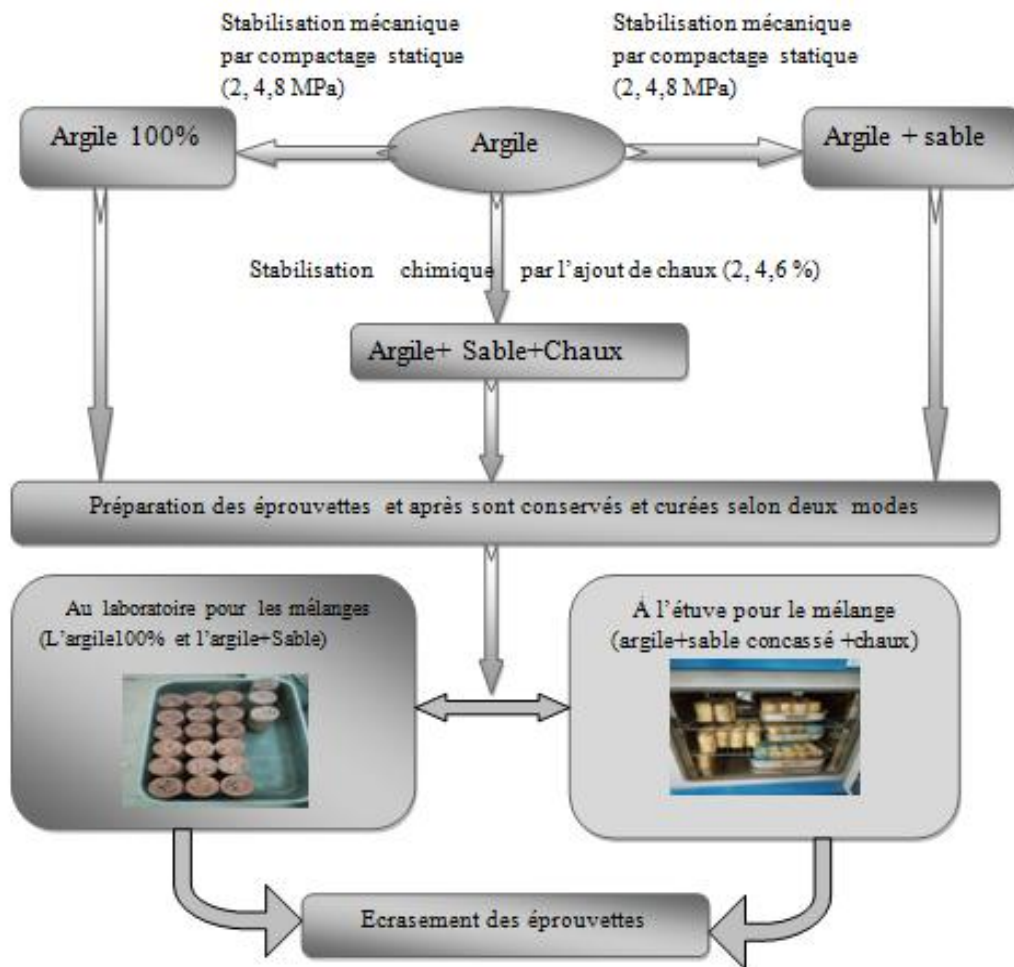 Stabilisation mécanique
par compactage statique
(2, 4,8 MPa)
Stabilisation mécanique
par compactage statique
(2, 4,8 MPa)
Argile 100%
Argile
Argile + sable
Stabilisation chimique par l'ajout de chaux (2, 4,6 %)
Argile+ Sable+Chaux
Préparation des éprouvettes et après sont conservés et curées selon deux modes
Au laboratoire pour les mélanges
(L'argile100% et l'argile+Sable)
À l'étuve pour le mélange
(argile+sable concassé +chaux)
Ecrasement des éprouvettes